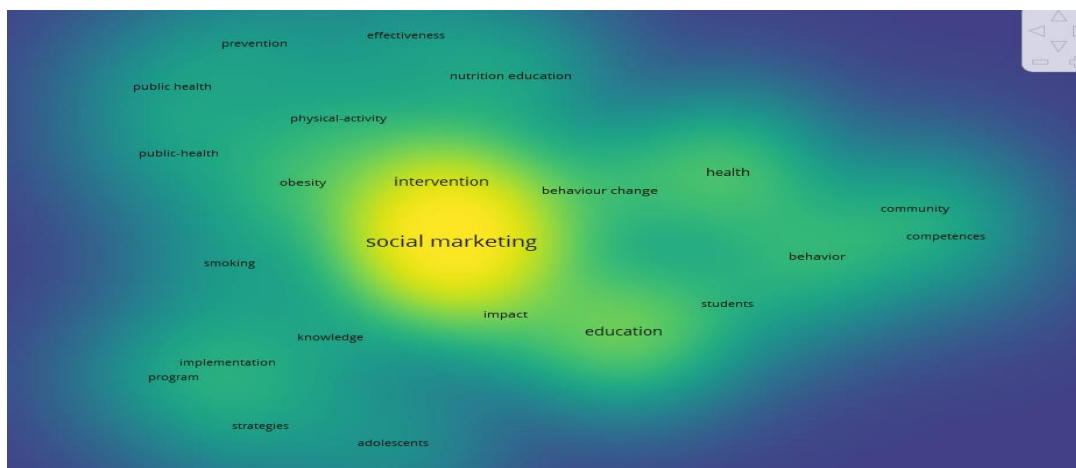 effectiveness
prevention
nutrition education
public health
physical-activity
public-health
health
obesity
intervention
behaviour change
community
competences
social marketing
behavior
smoking
students
impact
education
knowledge
implementation
program
strategies
adolescents